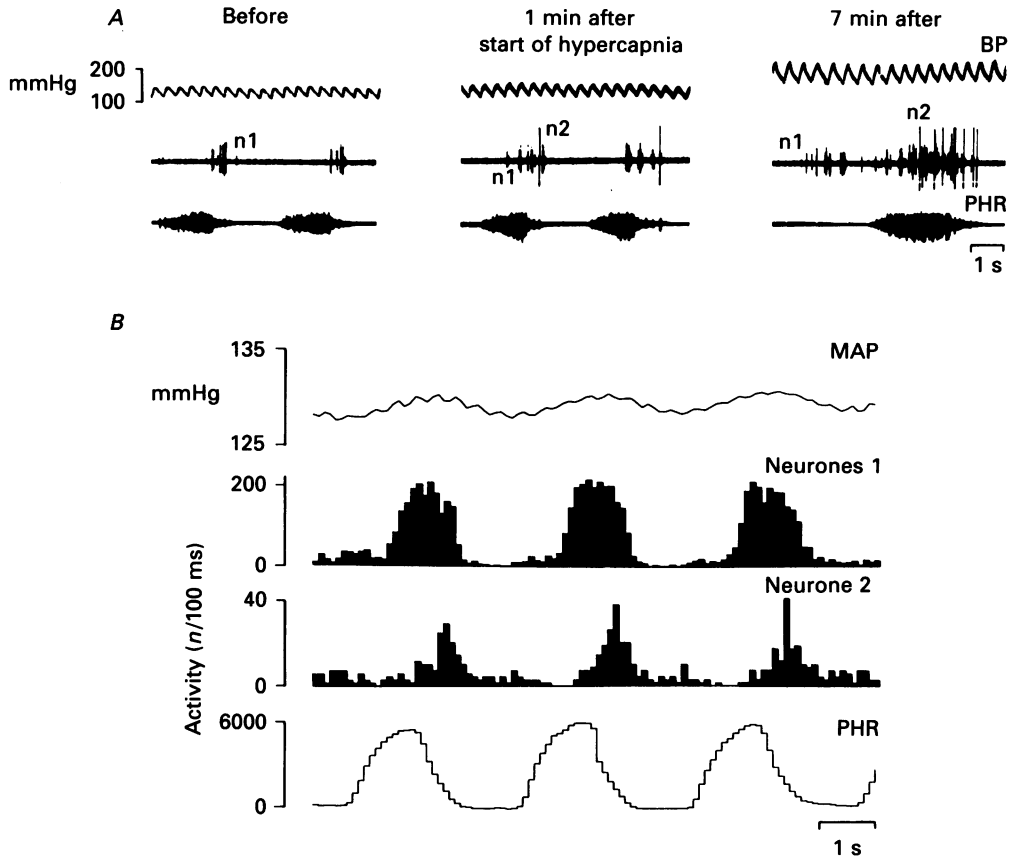 A
Before
1 min after
start of hypercapnia
7 min after
BP
mmHg
200
100
n1
n2
n1
n2
n1
PHR
1 s
B
135
MAP
mmHg
125
Neurones 1
200
0
Neurone 2
40
0
Activity (n/100 ms)
6000
PHR
0
1 s